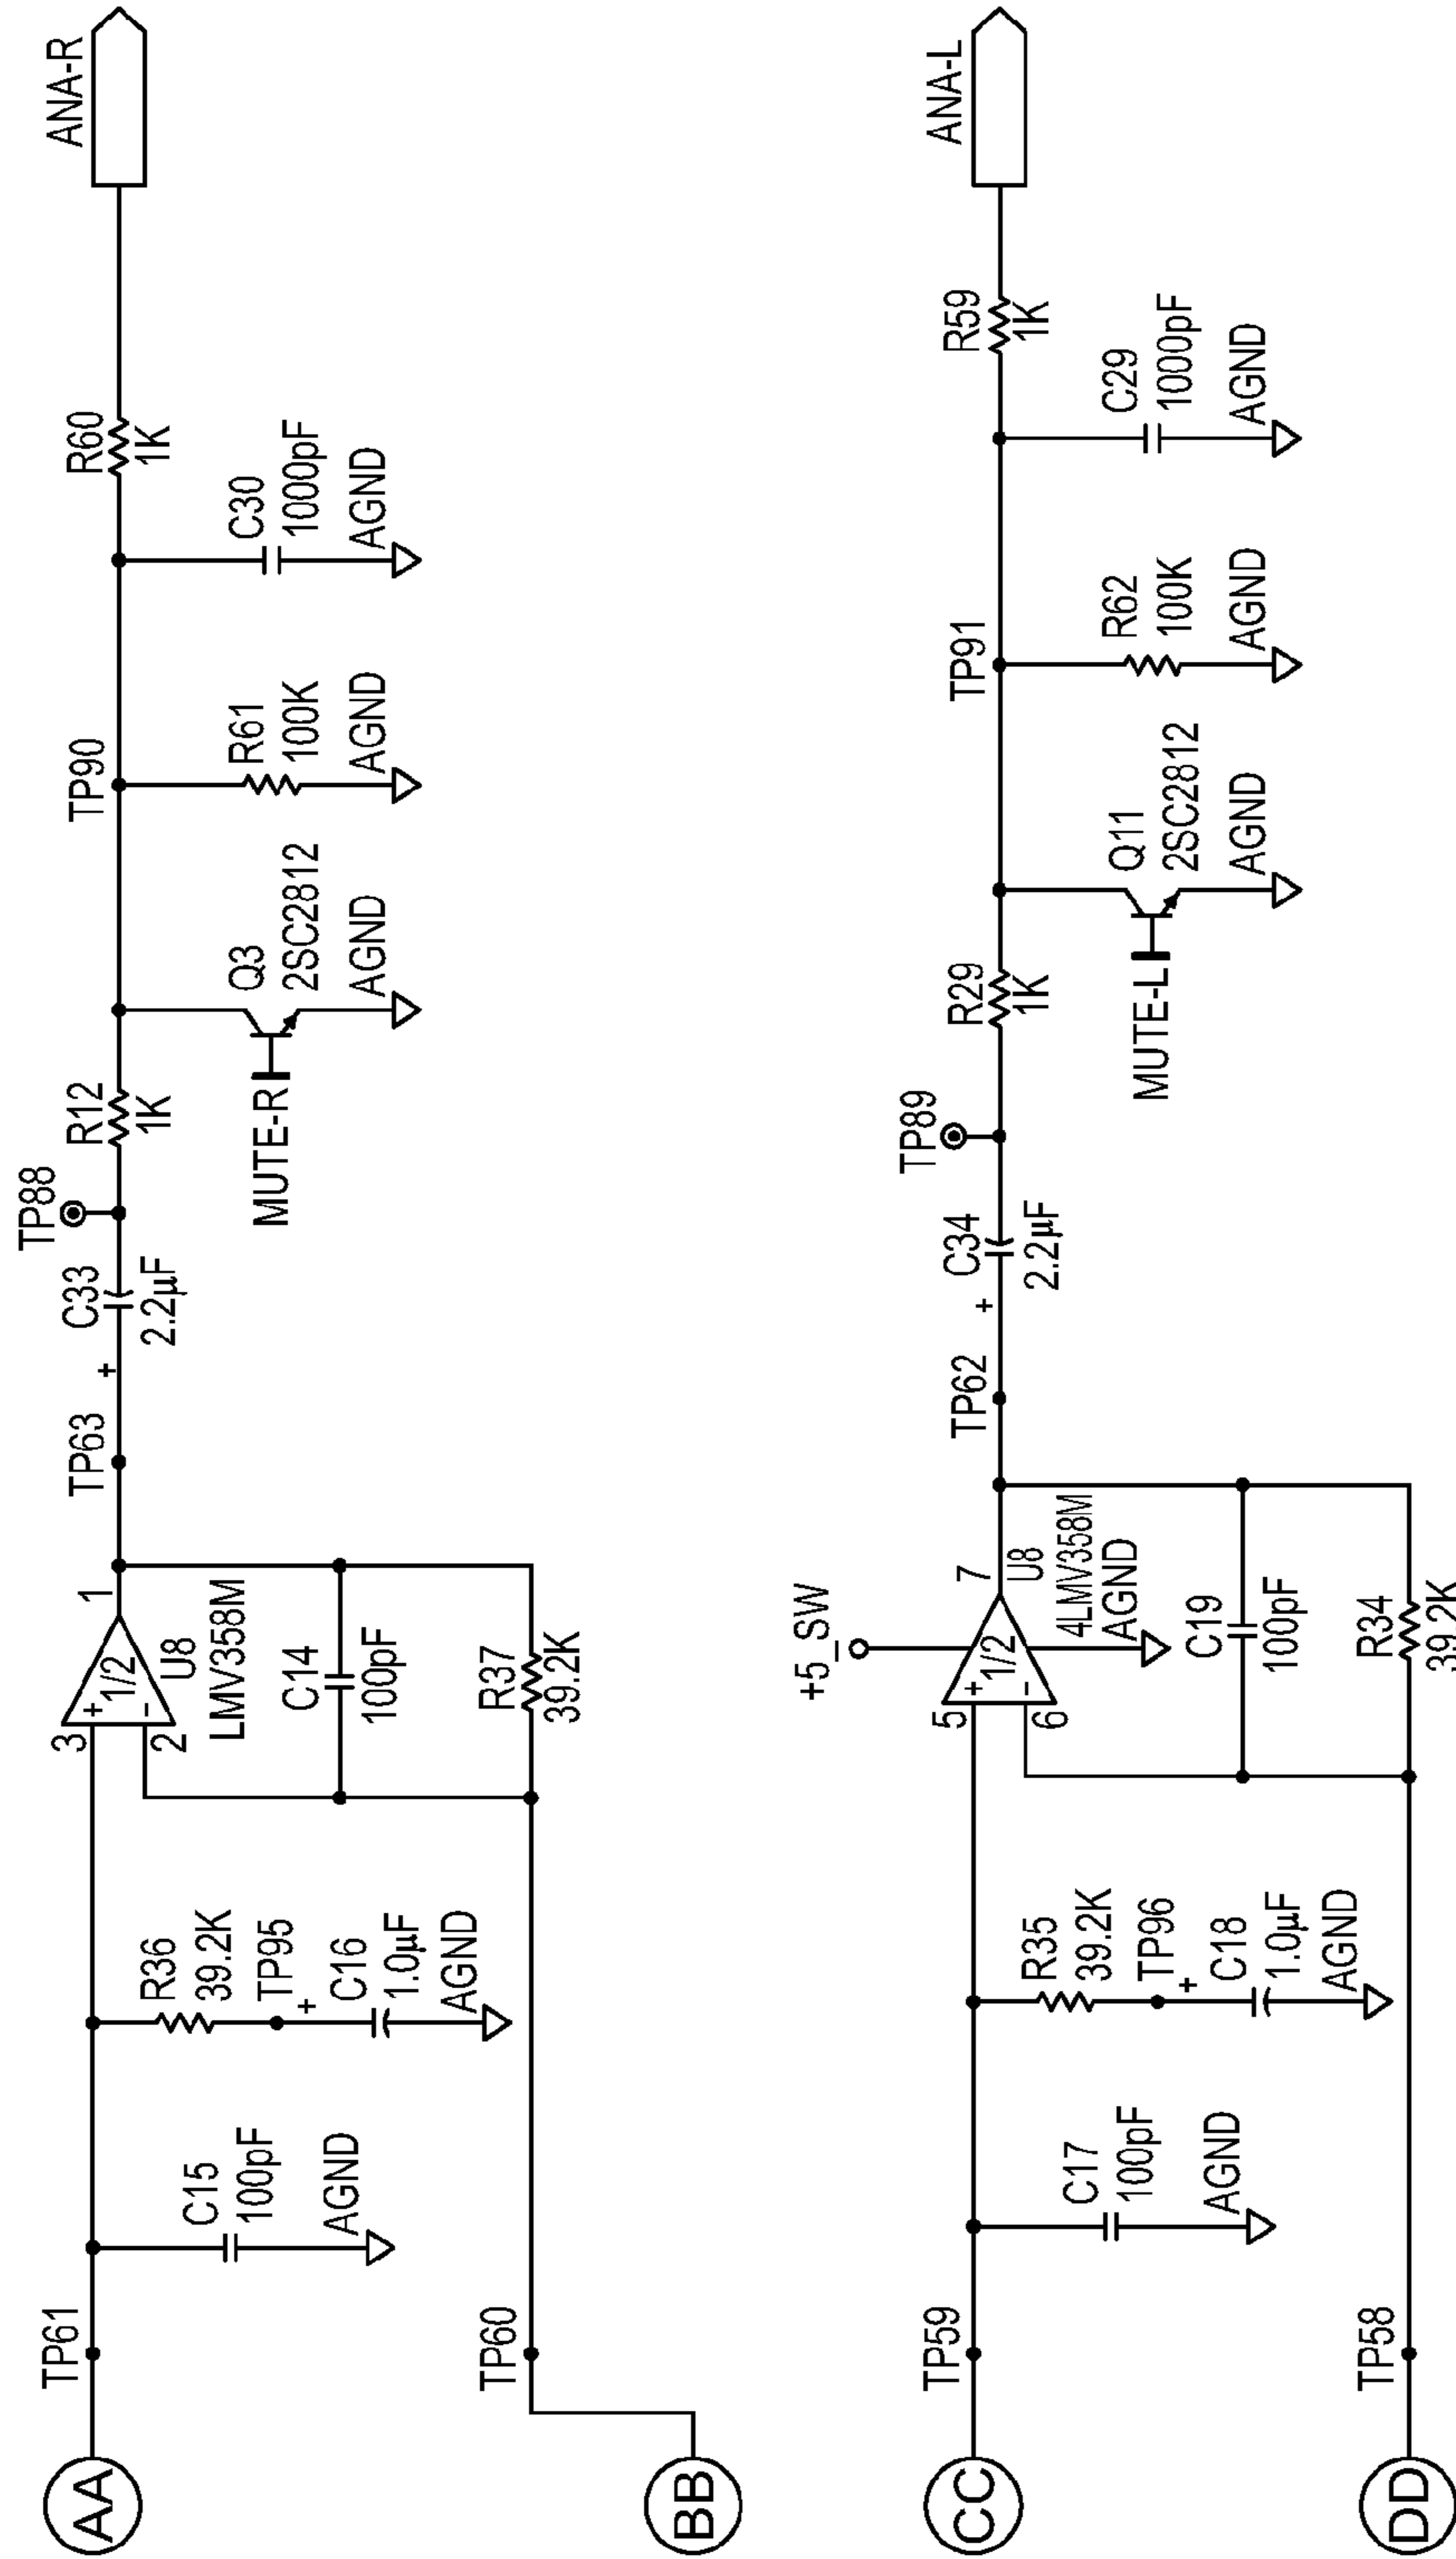 AA
TP61
C15
100pF
AGND
R36
39.2K
TP95
+
C16
1.0µF
AGND
3
2
+
-
1/2
1
U8
LMV358M
C14
100pF
R37
39.2K
TP63
+
C33
2.2µF
TP88
R12
1K
MUTE-R
Q3
2SC2812
AGND
TP90
R61
100K
AGND
C30
1000pF
AGND
R60
1K
ANA-R
BB
TP60
CC
TP59
C17
100pF
AGND
R35
39.2K
TP96
+
C18
1.0µF
AGND
+5_SW
5
6
+
-
1/2
7
U8
4LMV358M
AGND
C19
100pF
R34
39.2K
TP62
+
C34
2.2µF
TP89
R29
1K
MUTE-L
Q11
2SC2812
AGND
TP91
R62
100K
AGND
C29
1000pF
AGND
R59
1K
ANA-L
DD
TP58